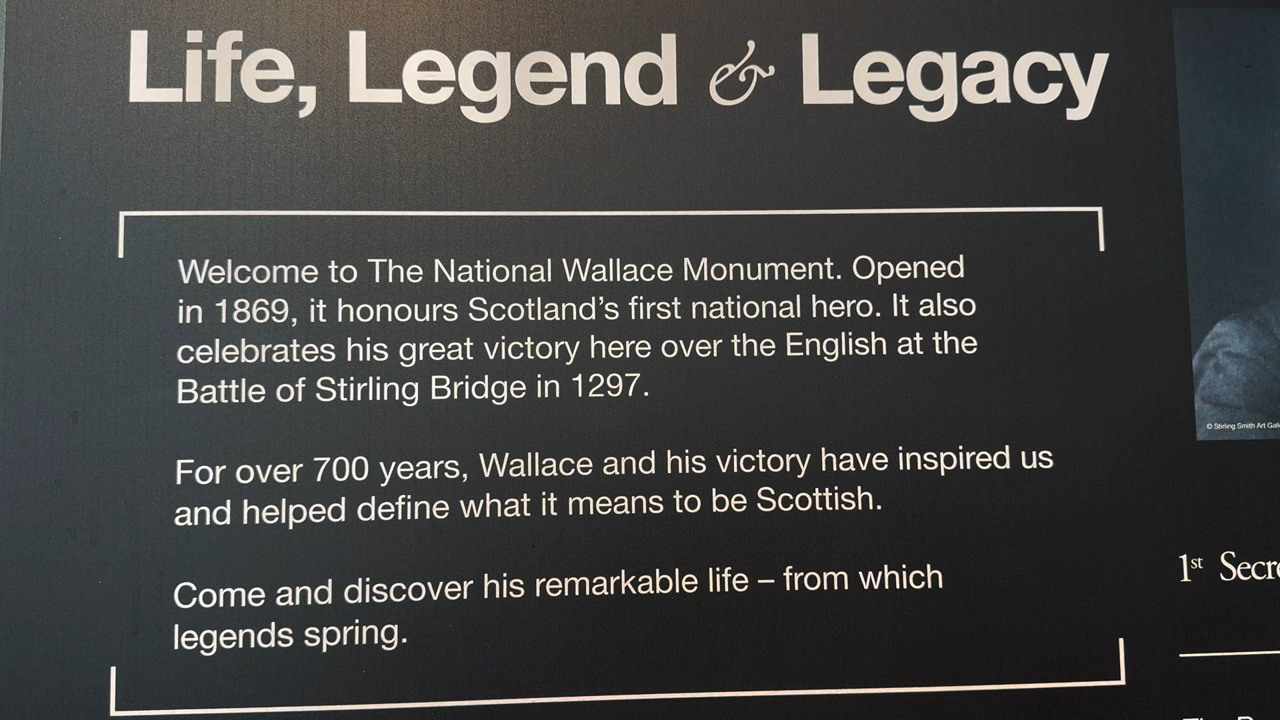 Life, Legend & Legacy
Welcome to The National Wallace Monument. Opened
in 1869, it honours Scotland's first national hero. It also
celebrates his great victory here over the English at the
Battle of Stirling Bridge in 1297.
For over 700 years, Wallace and his victory have inspired us
and helped define what it means to be Scottish.
Come and discover his remarkable life – from which
legends spring.
© Stirling Smith Art
1st